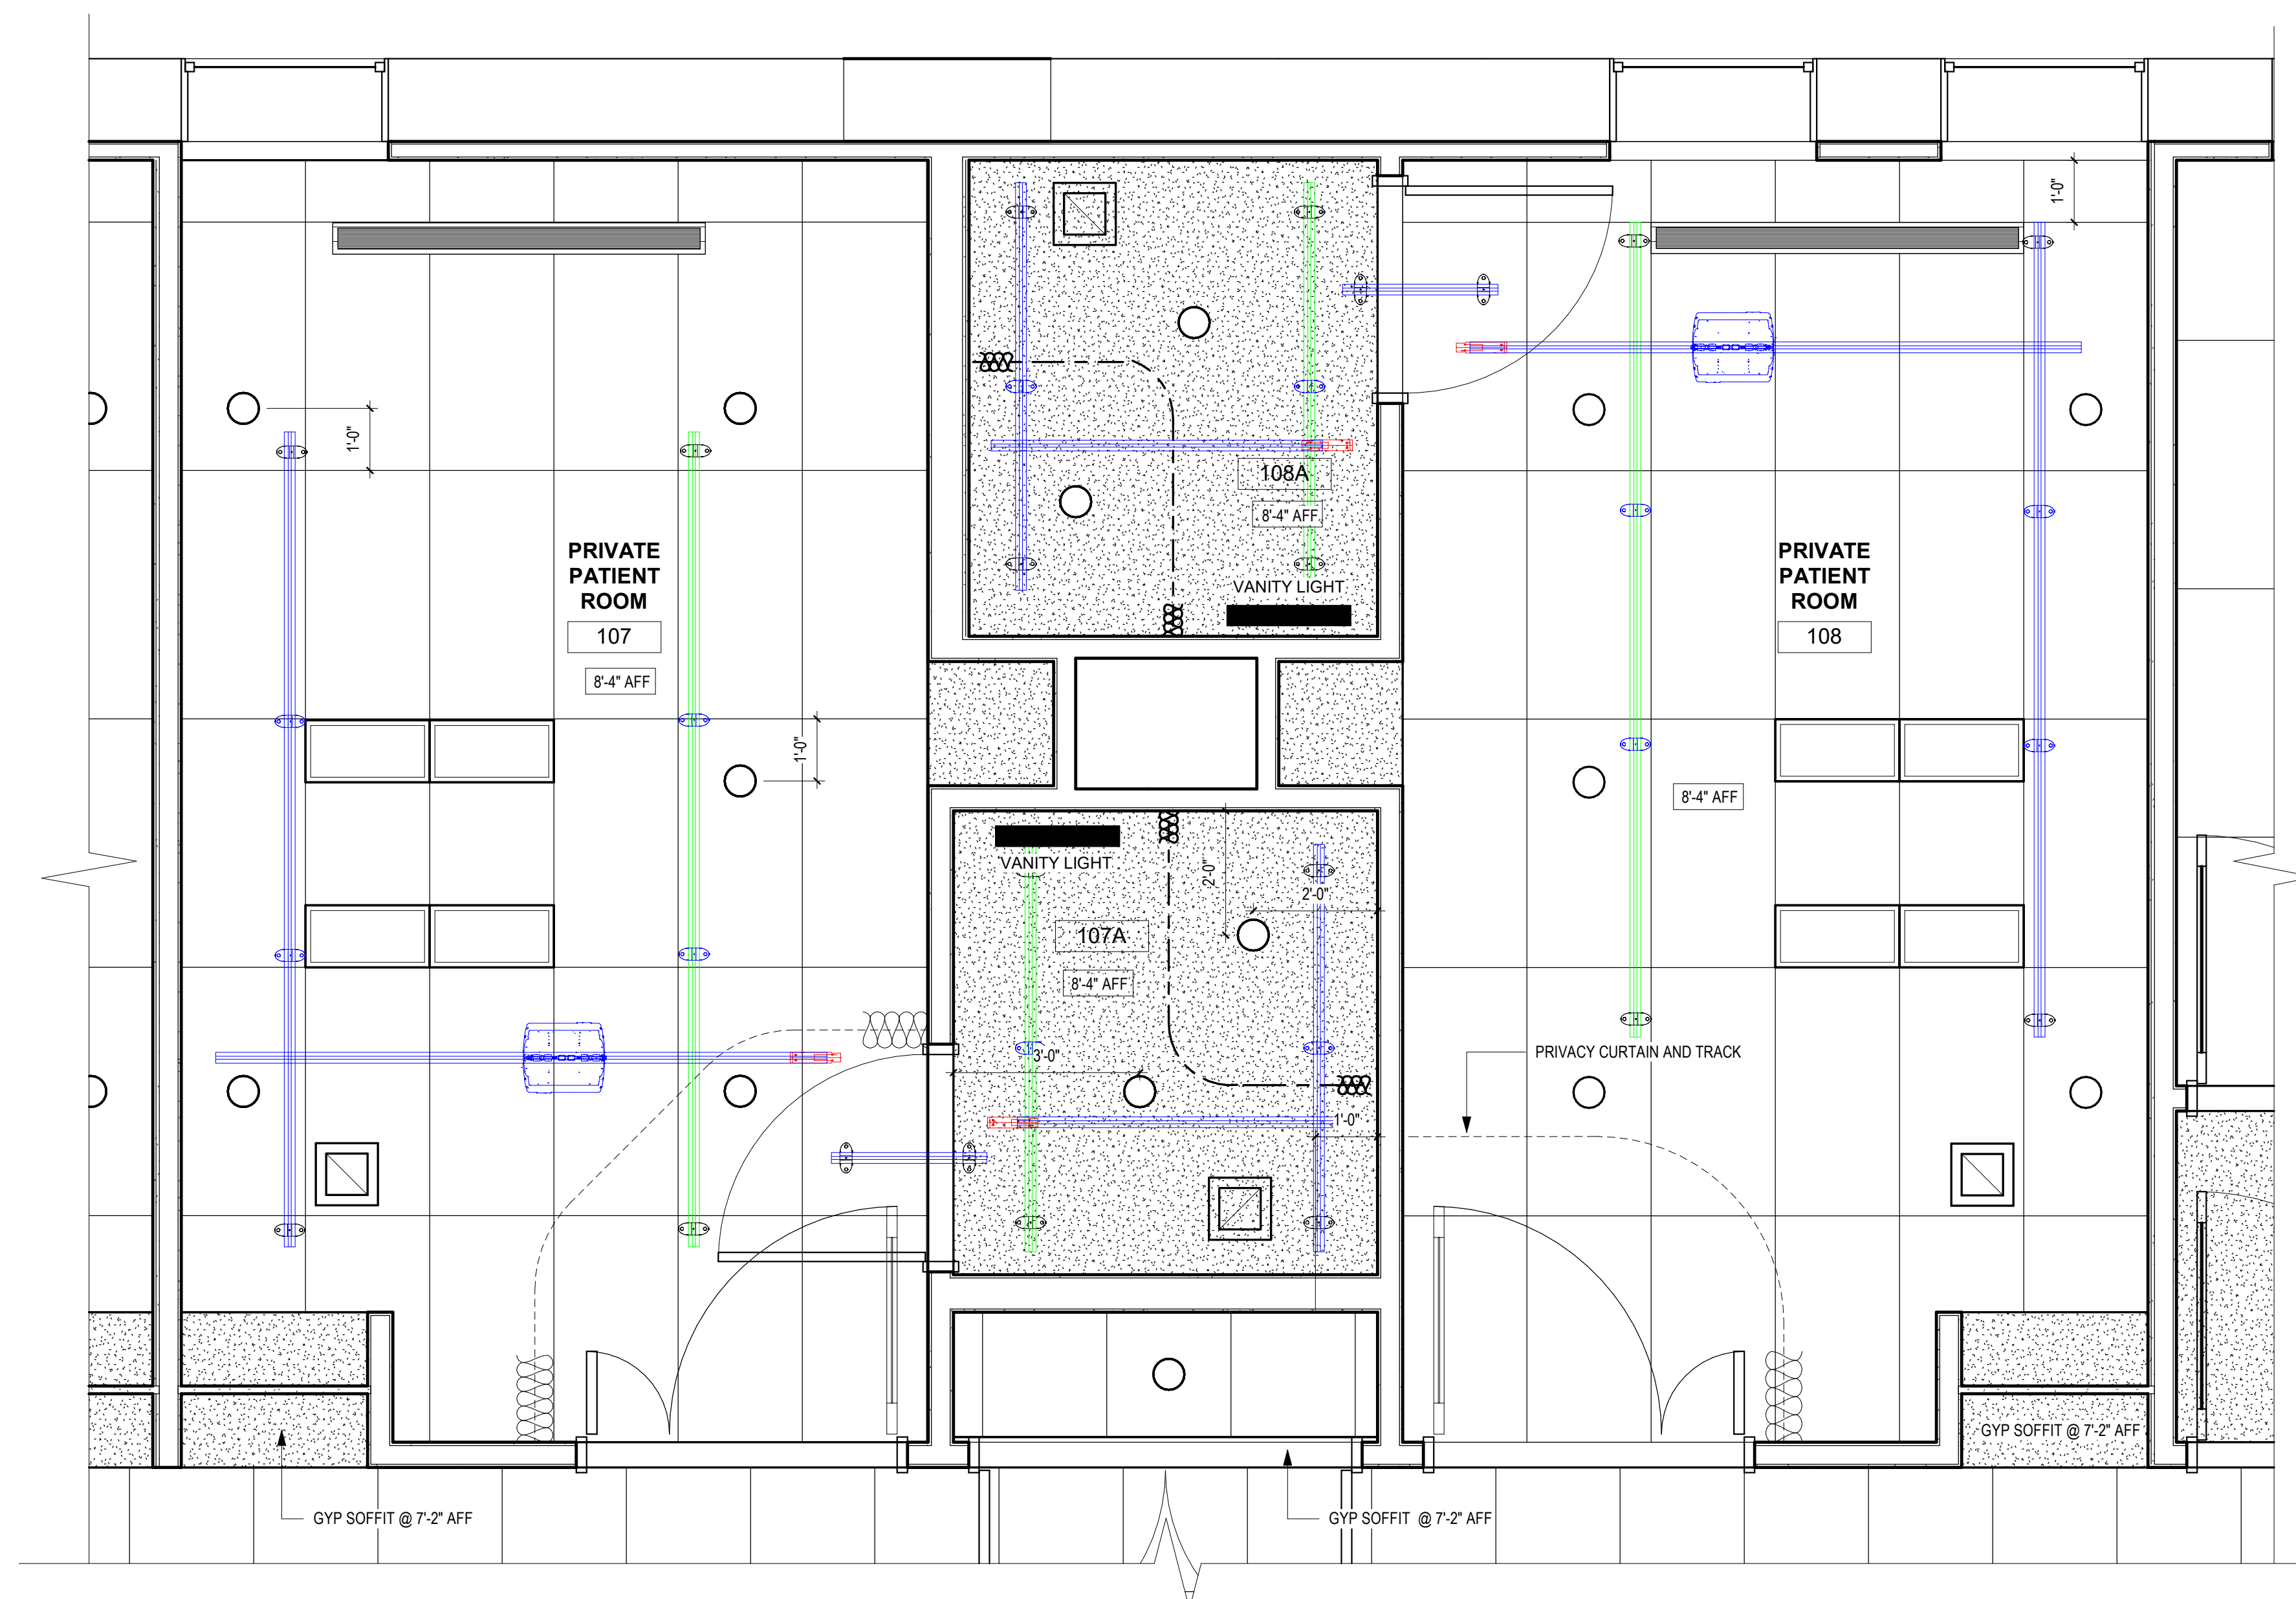 1'-0"
1'-0"
108A
8'-4" AFF
PRIVATE
PATIENT
ROOM
107
8'-4" AFF
PRIVATE
PATIENT
ROOM
108
VANITY LIGHT
1'-0"
8'-4" AFF
VANITY LIGHT
2'-0"
2'-0"
107A
8'-4" AFF
3'-0"
PRIVACY CURTAIN AND TRACK
1'-0"
GYP SOFFIT @ 7'-2" AFF
GYP SOFFIT @ 7'-2" AFF
GYP SOFFIT @ 7'-2" AFF